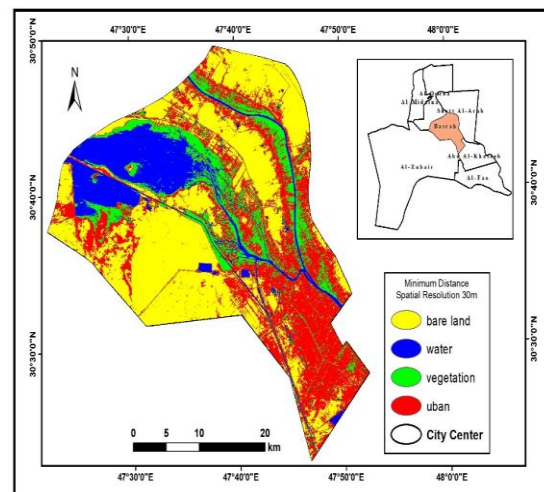 47°30'0"E 47°40'0"E 47°50'0"E 48°0'0"E
30°50'0"N
30°40'0"N
30°30'0"N
N
Al-Zubair
Basrah
Shatt Al-Arab
Abu Al-Khaseeb
Al-Fau
30°40'0"N
30°30'0"N
Minimum Distance
Spatial Resolution 30m
bare land
water
vegetation
uban
City Center
0 5 10 20
km
47°30'0"E 47°40'0"E 47°50'0"E 48°0'0"E